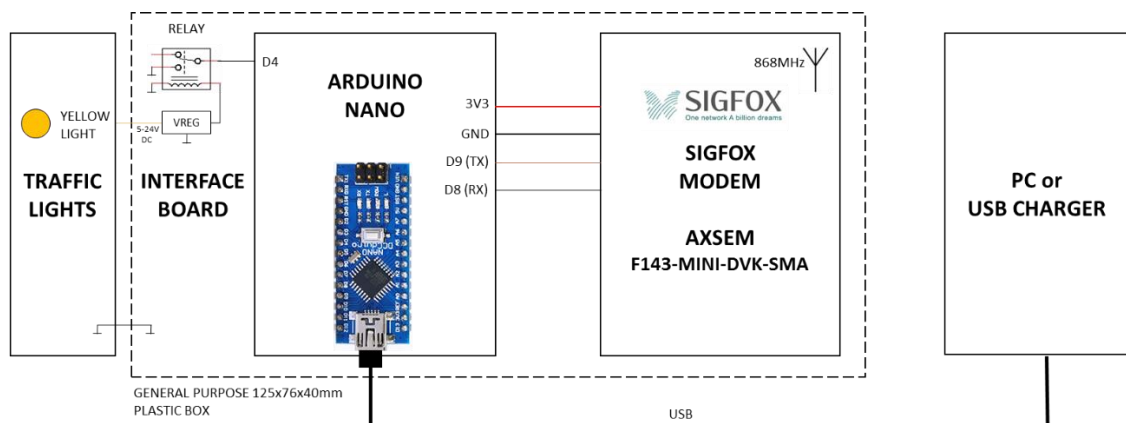 RELAY
D4
ARDUINO
NANO
868MHz
SIGFOX
One network A billion dreams
3V3
GND
D9 (TX)
D8 (RX)
YELLOW
LIGHT
5-24V
DC
VREG
TRAFFIC
LIGHTS
INTERFACE
BOARD
SIGFOX
MODEM
AXSEM
F143-MINI-DVK-SMA
PC or
USB CHARGER
NANO
GENERAL PURPOSE 125x76x40mm
PLASTIC BOX
USB